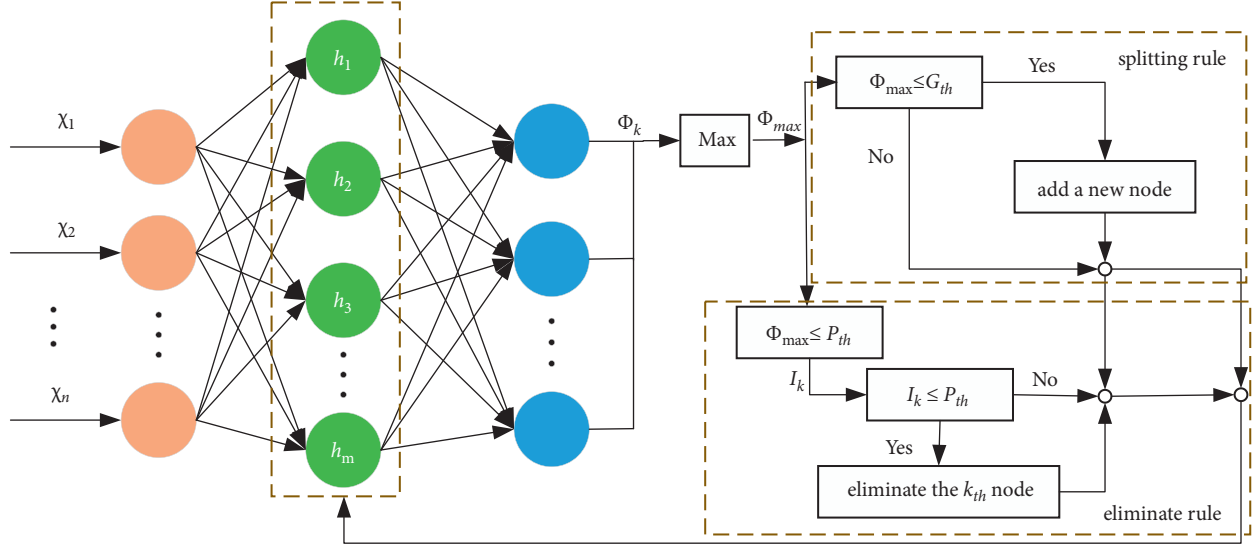 χ1
χ2
χn
h1
h2
h3
hm
Φk
Max
Φmax
Φmax≤Gth
Yes
splitting rule
No
add a new node
Φmax≤ Pth
Ik
Ik ≤ Pth
No
Yes
eliminate the kth node
eliminate rule